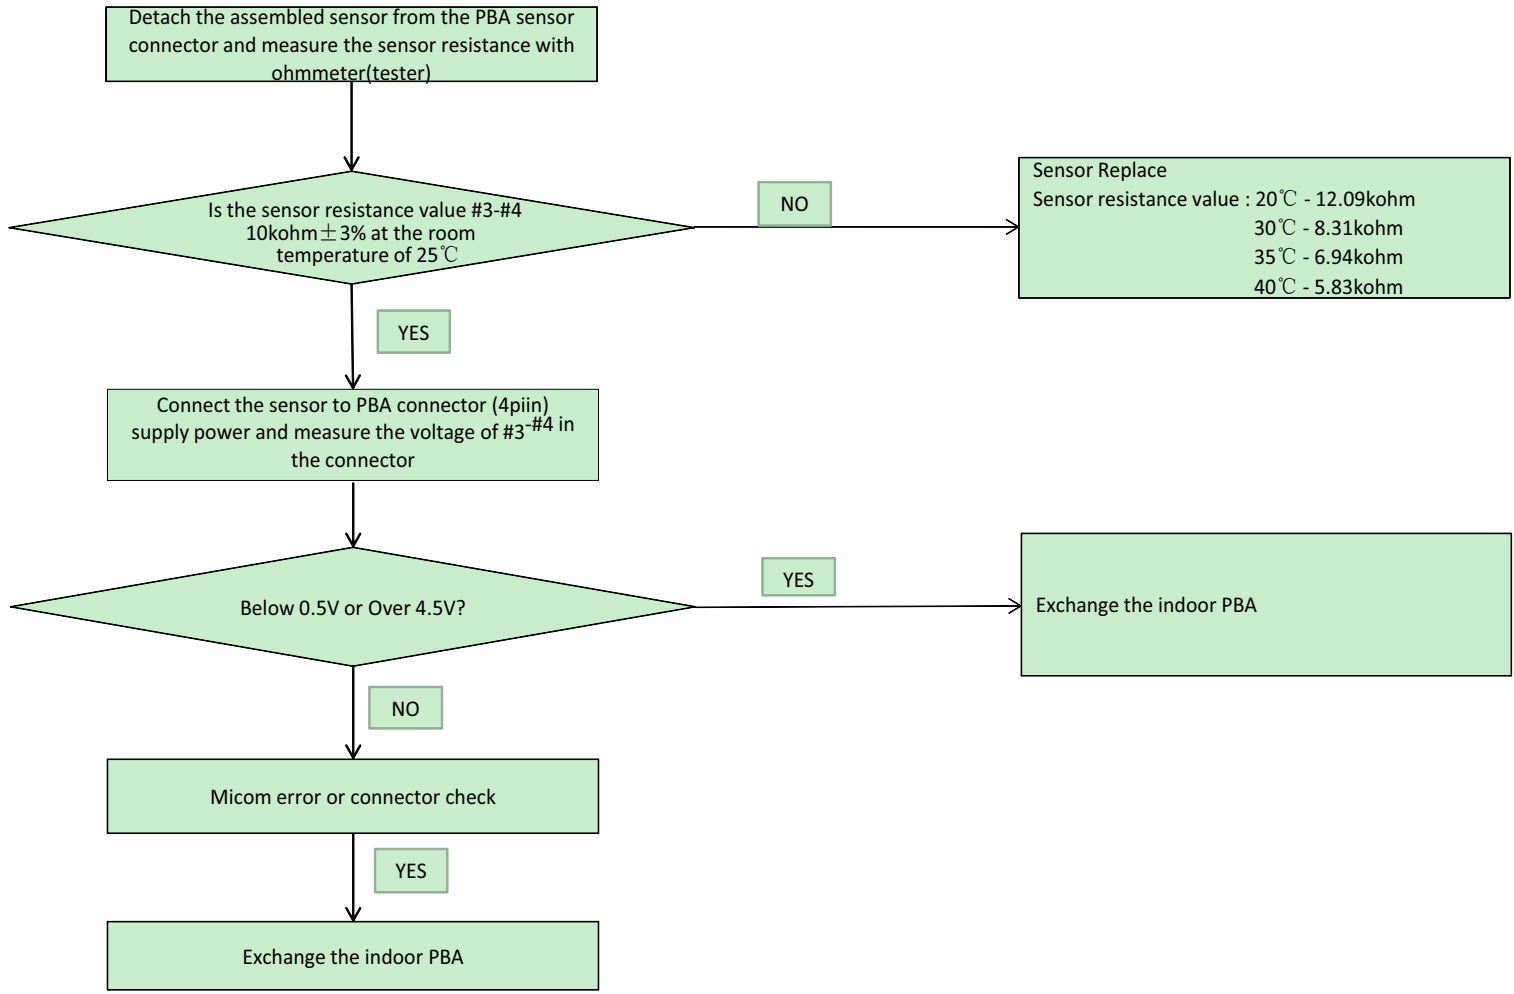 Detach the assembled sensor from the PBA sensor
connector and measure the sensor resistance with
ohmmeter(tester)
Is the sensor resistance value #3-#4
10kohm±3% at the room
temperature of 25℃
NO
Sensor Replace
Sensor resistance value : 20℃ - 12.09kohm
30℃ - 8.31kohm
35℃ - 6.94kohm
40℃ - 5.83kohm
YES
Connect the sensor to PBA connector (4piin)
supply power and measure the voltage of #3-#4 in
the connector
Below 0.5V or Over 4.5V?
YES
Exchange the indoor PBA
NO
Micom error or connector check
YES
Exchange the indoor PBA